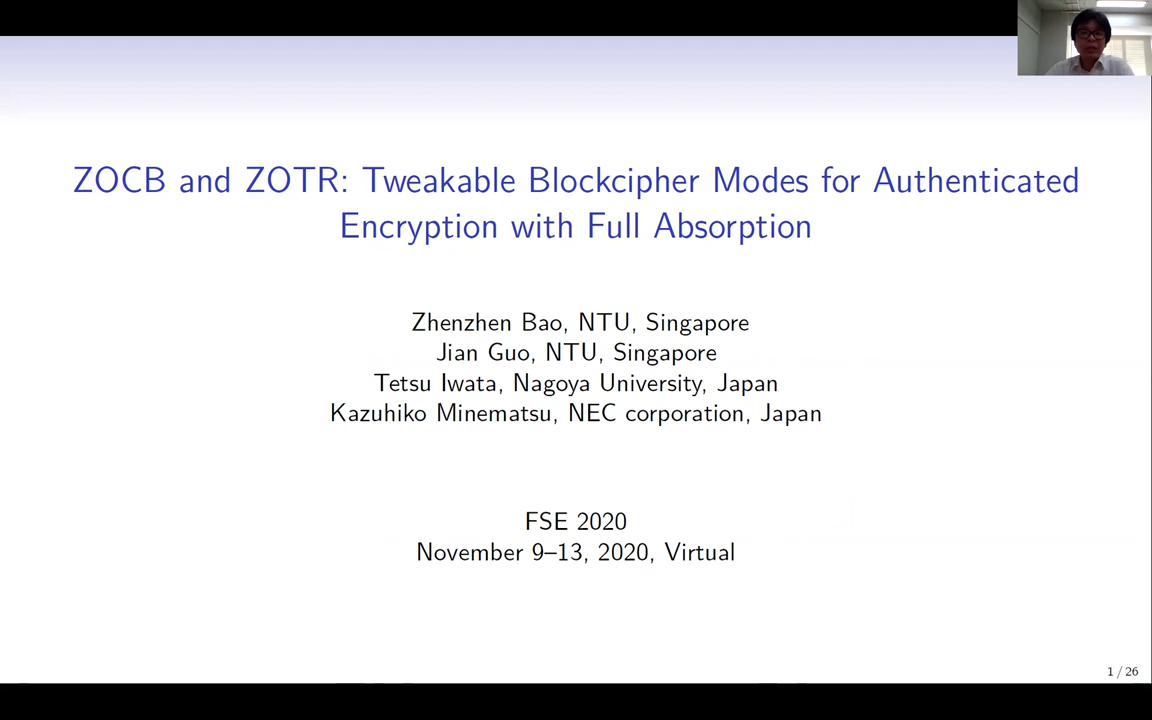 ZOCB and ZOTR: Tweakable Blockcipher Modes for Authenticated
Encryption with Full Absorption
Zhenzhen Bao, NTU, Singapore
Jian Guo, NTU, Singapore
Tetsu Iwata, Nagoya University, Japan
Kazuhiko Minematsu, NEC corporation, Japan
FSE 2020
November 9–13, 2020, Virtual
1 / 26